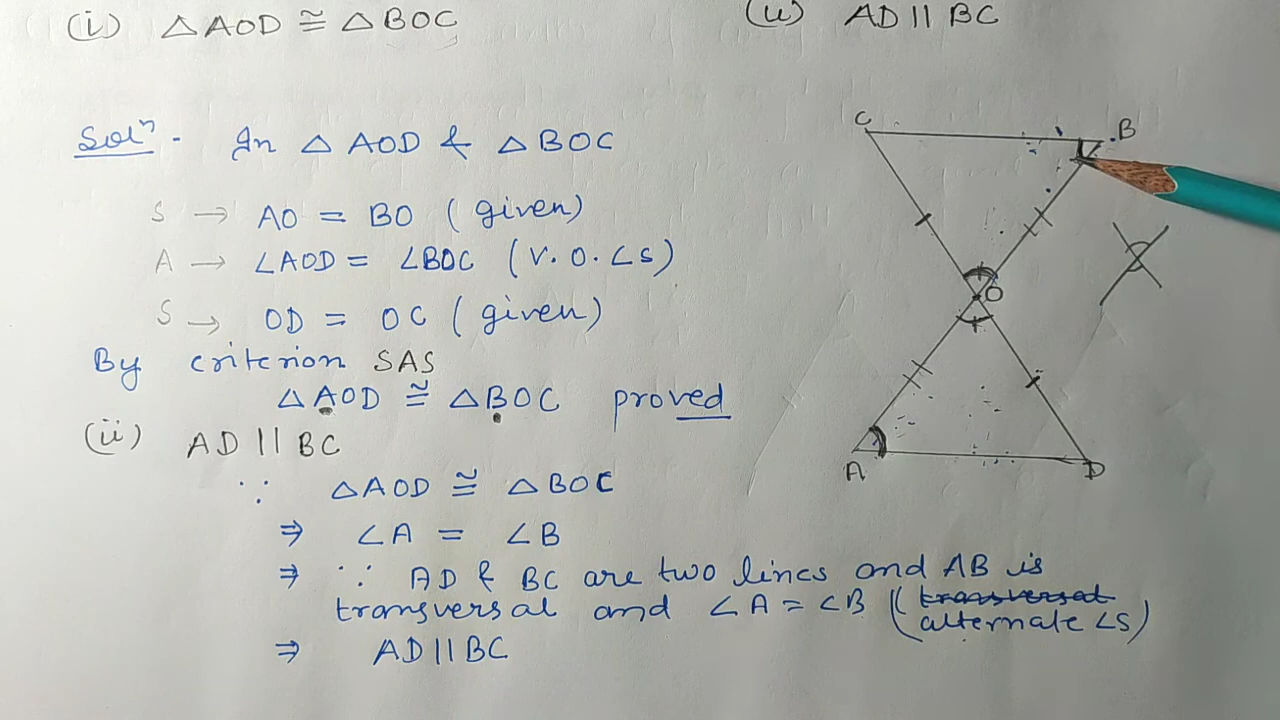 (i) △AOD ≅ △BOC
(ii) AD || BC
Solⁿ. In △ AOD & △ BOC
S → AO = BO (given)
A → ∠AOD = ∠BOC (V.O.∠S)
S → OD = OC (given)
By criterion SAS
△AOD ≅ △BOC proved
(ii) AD || BC
∵ △AOD ≅ △BOC
⇒ ∠A = ∠B
⇒ ∵ AD & BC are two lines and AB is
transversal and ∠A = ∠B (transversal
alternate ∠S)
⇒ AD || BC
C
B
O
A
D